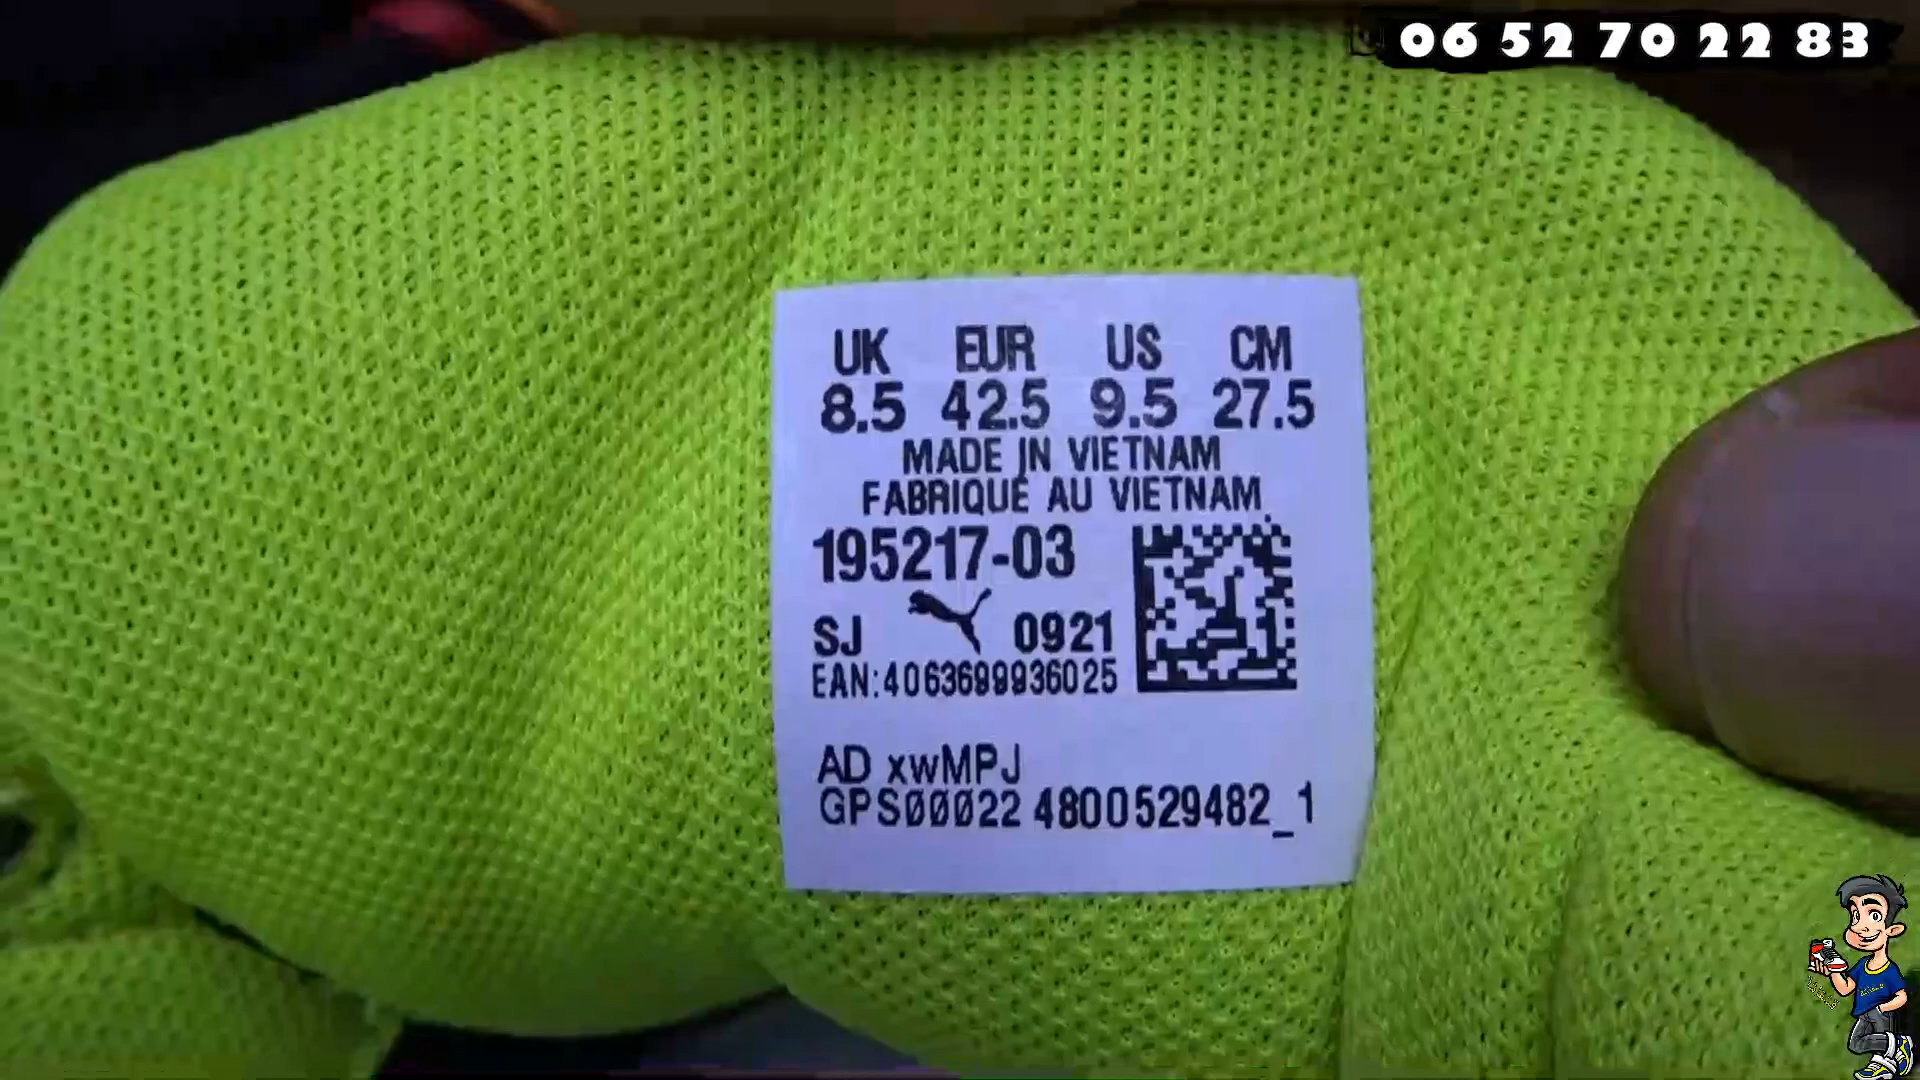 06 52 70 22 83
UK EUR US CM
8.5 42.5 9.5 27.5
MADE IN VIETNAM
FABRIQUÉ AU VIETNAM
195217-03
SJ 0921
EAN:4063699936025
AD xwMPJ
GPS00022 4800529482_1